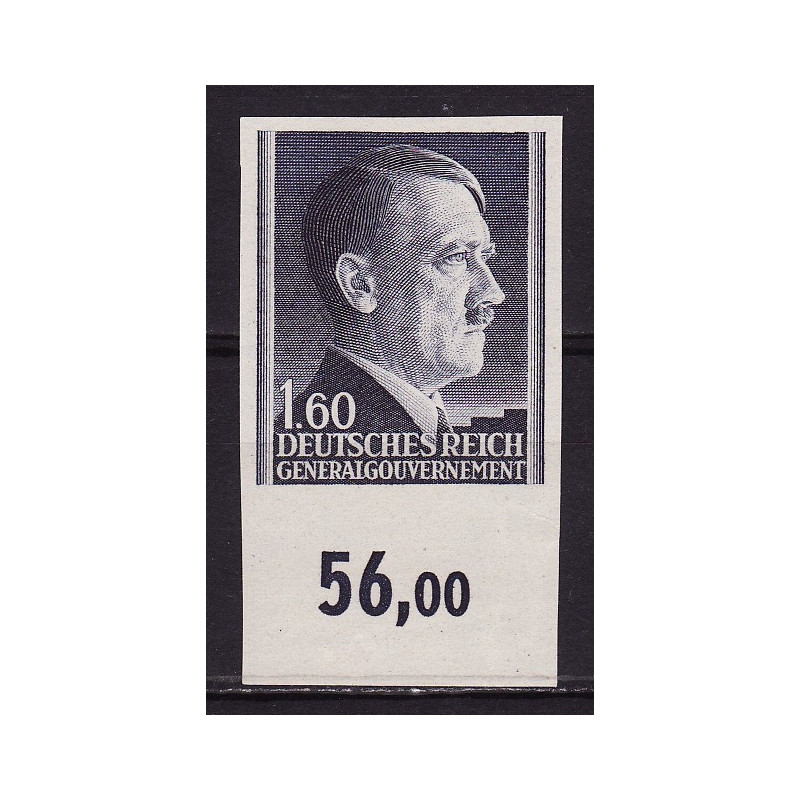 1.60
DEUTSCHES REICH
GENERALGOUVERNEMENT
56,00